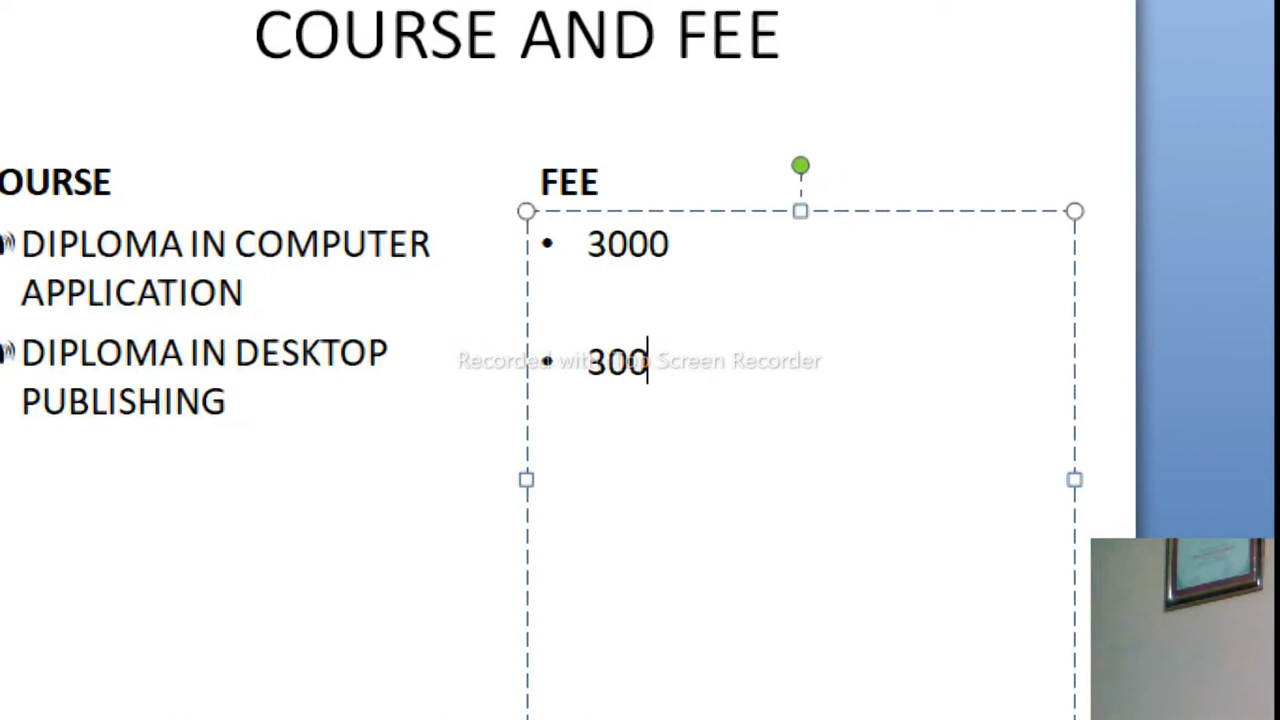 COURSE AND FEE
OURSE
FEE
DIPLOMA IN COMPUTER
APPLICATION
• 3000
DIPLOMA IN DESKTOP
PUBLISHING
• 300
Recorded with iTop Screen Recorder